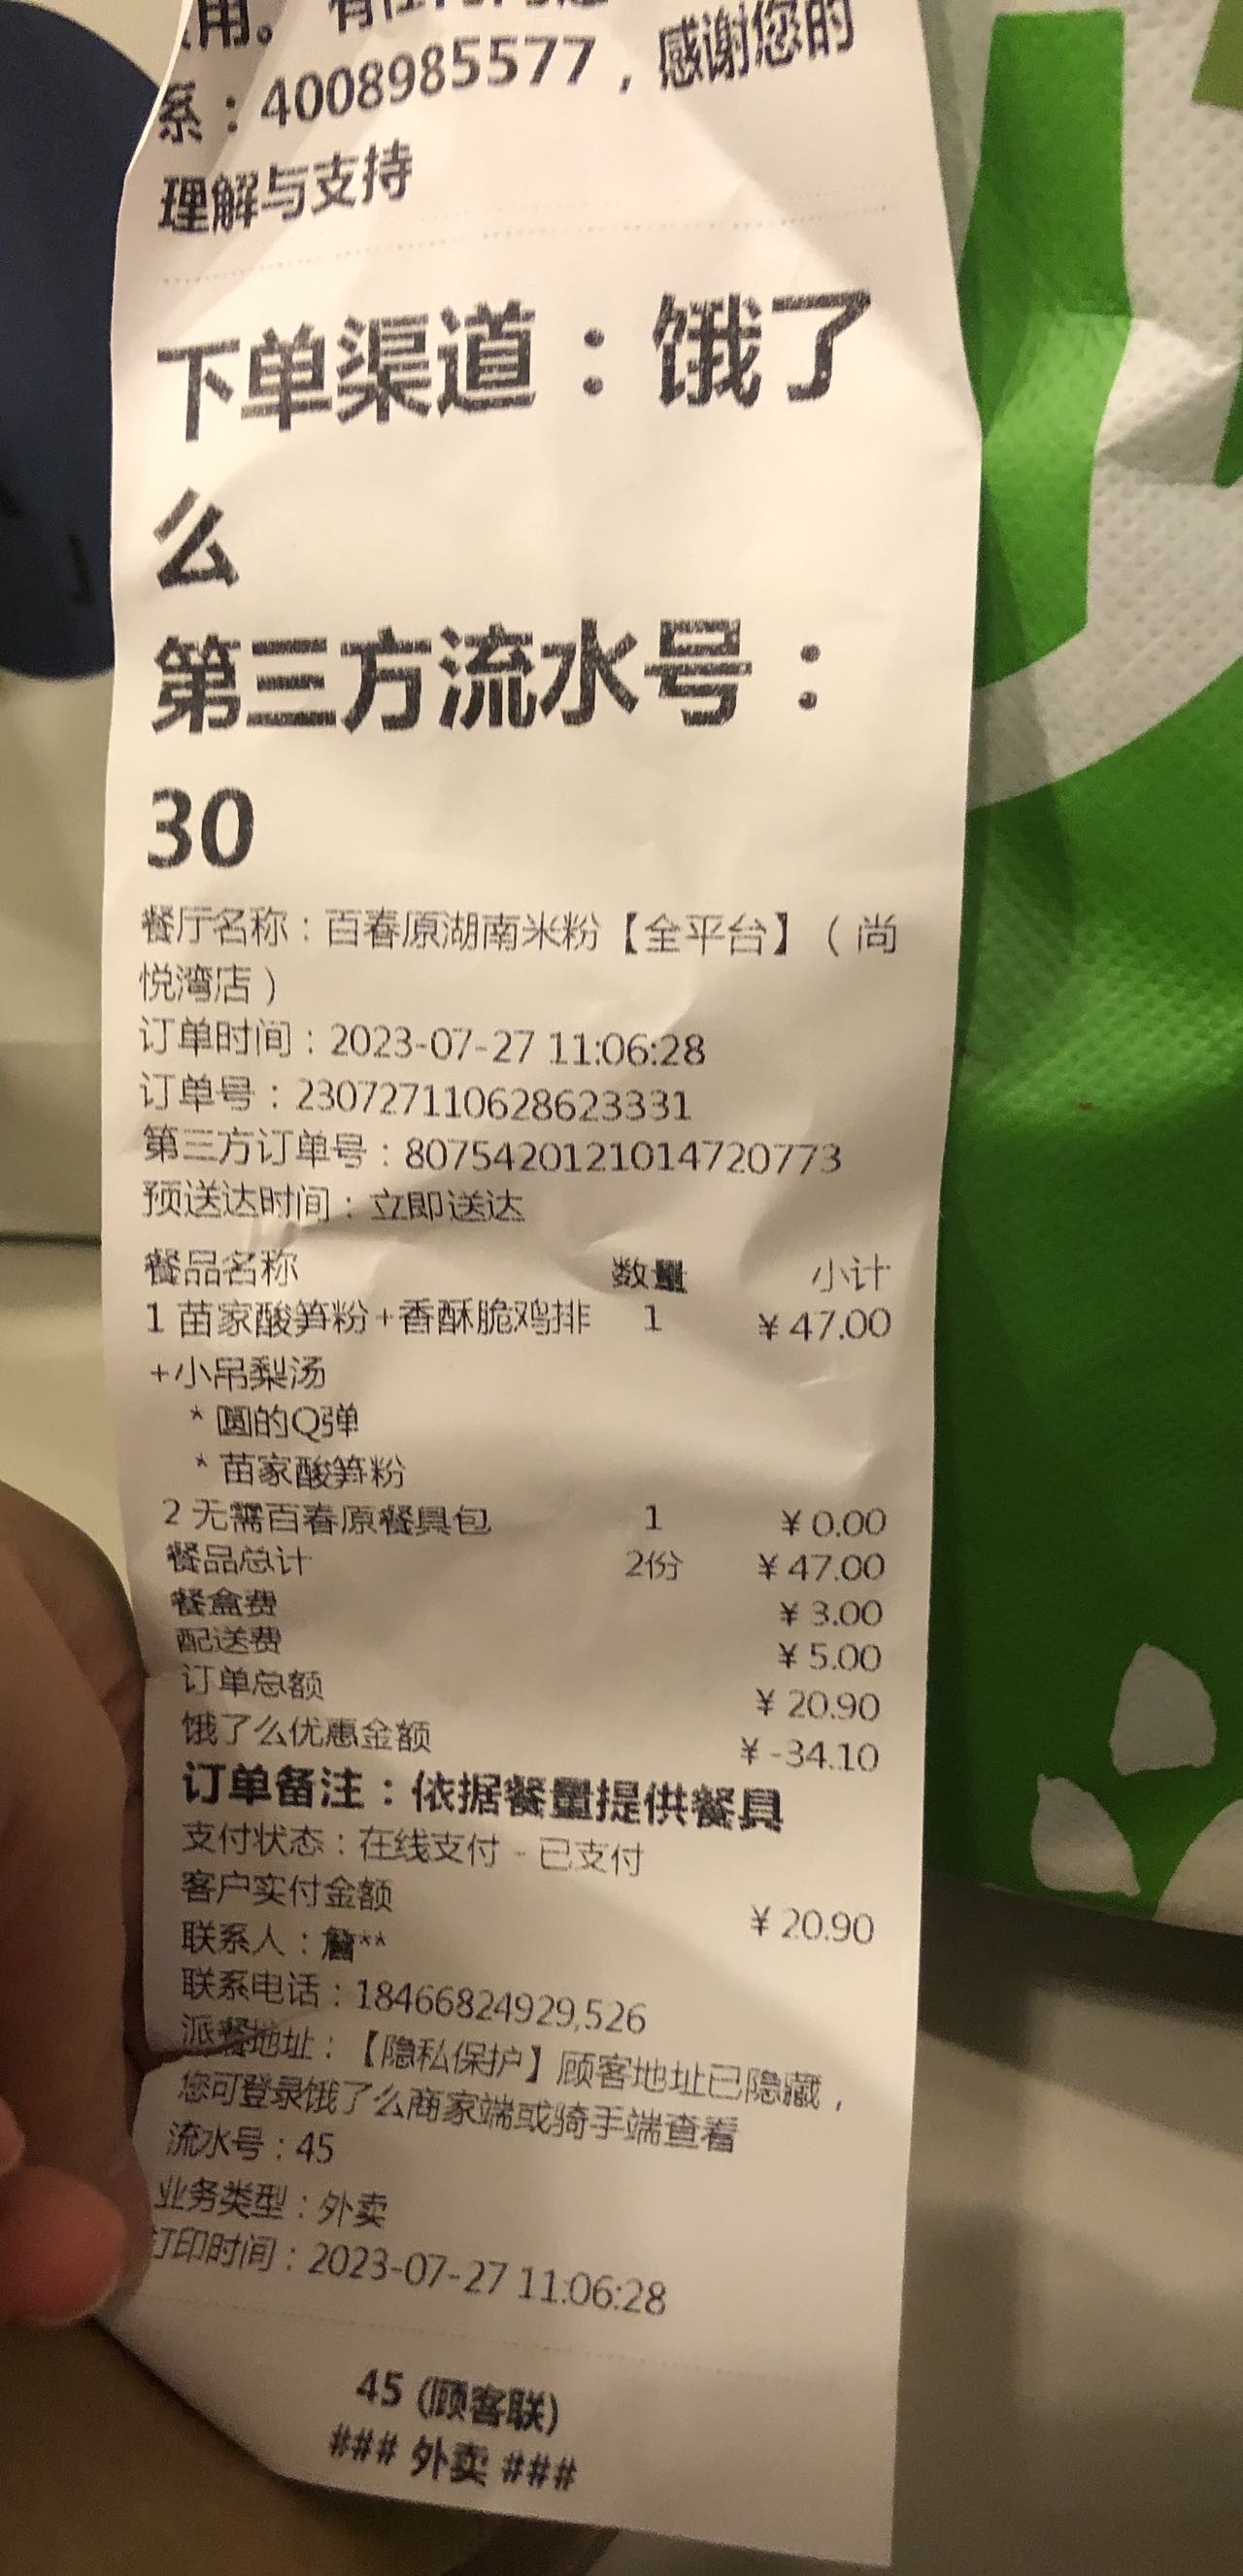 用。有任何问题
系：4008985577，感谢您的
理解与支持
下单渠道：饿了
么
第三方流水号：
30
餐厅名称：百春原湖南米粉【全平台】（尚
悦湾店）
订单时间：2023-07-27 11:06:28
订单号：230727110628623331
第三方订单号：8075420121014720773
预送达时间：立即送达
餐品名称 数量 小计
1 苗家酸笋粉+香酥脆鸡排 1 ￥47.00
+小吊梨汤
* 圆的Q弹
* 苗家酸笋粉
2 无需百春原餐具包 1 ￥0.00
餐品总计 2份 ￥47.00
餐盒费 ￥3.00
配送费 ￥5.00
订单总额 ￥20.90
饿了么优惠金额 ￥-34.10
订单备注：依据餐量提供餐具
支付状态：在线支付 - 已支付
客户实付金额 ￥20.90
联系人：詹**
联系电话：18466824929,526
派餐地址：【隐私保护】顾客地址已隐藏，
您可登录饿了么商家端或骑手端查看
流水号：45
业务类型：外卖
打印时间：2023-07-27 11:06:28
45 (顾客联)
### 外卖 ###